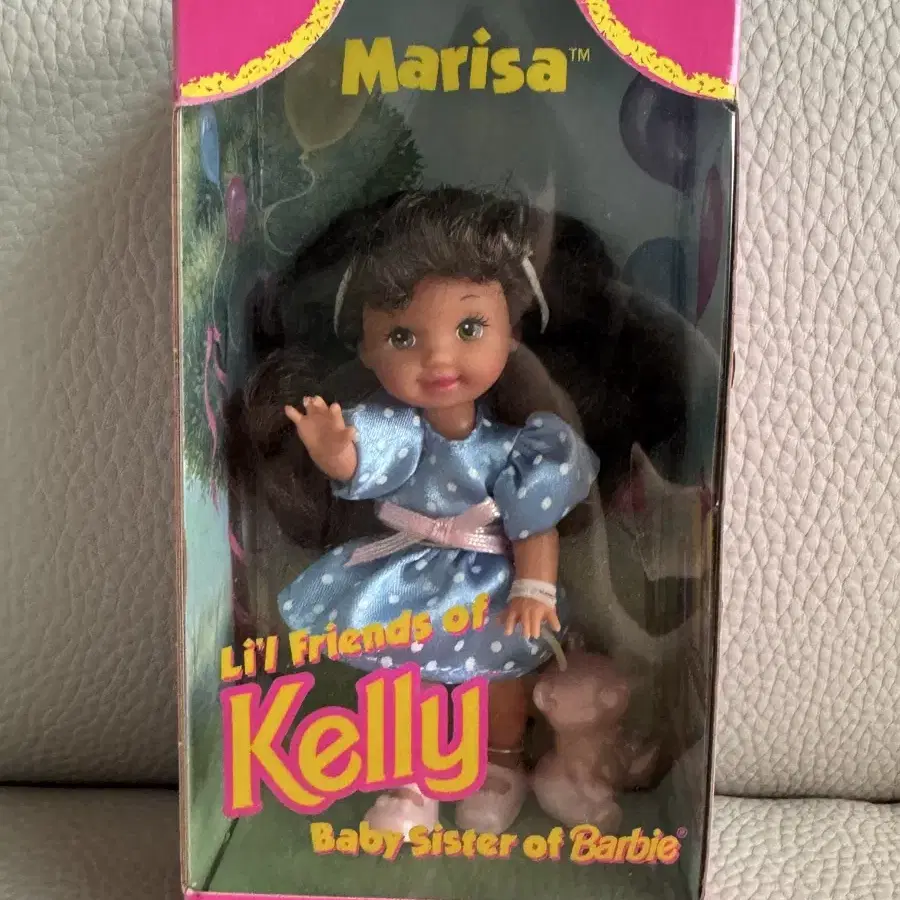 Marisa™
Li'l Friends of
Kelly
Baby Sister of Barbie®